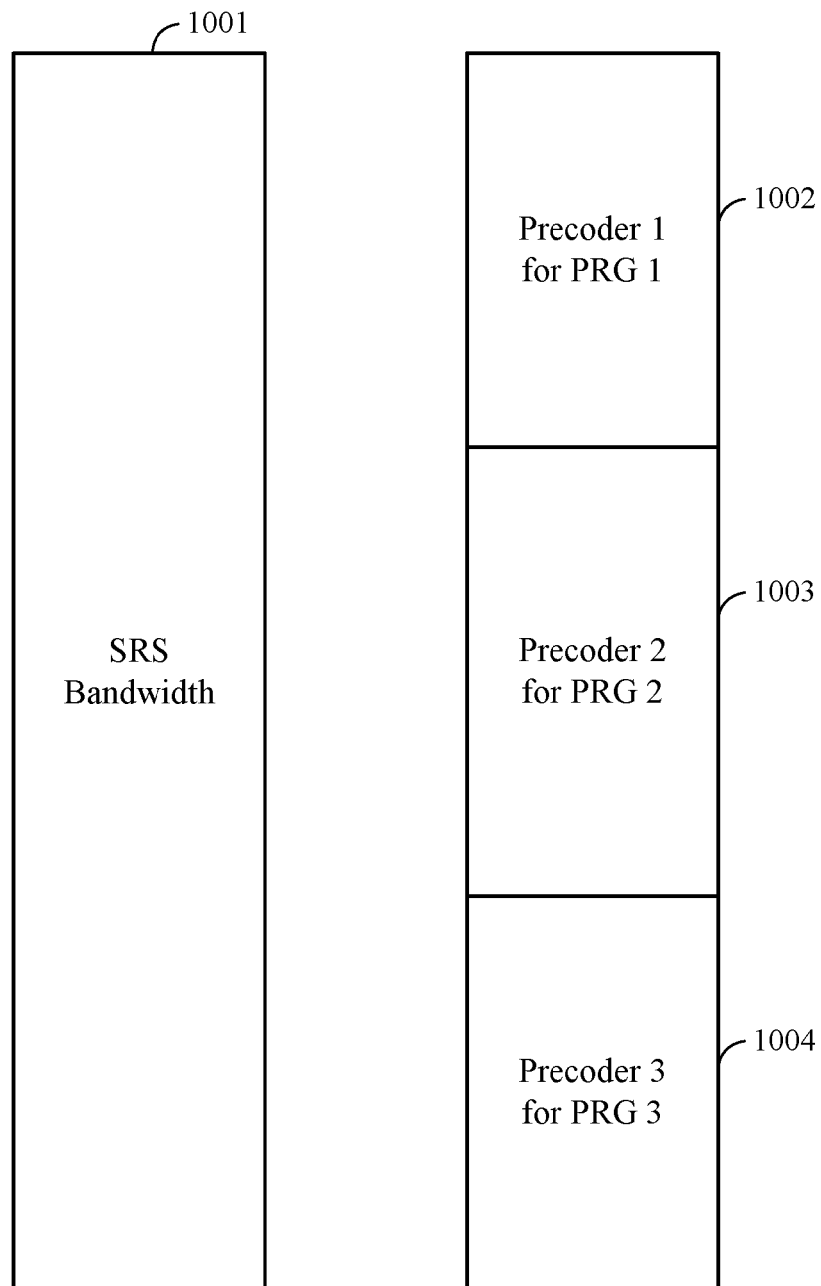 1001
SRS
Bandwidth
1002
Precoder 1
for PRG 1
1003
Precoder 2
for PRG 2
1004
Precoder 3
for PRG 3